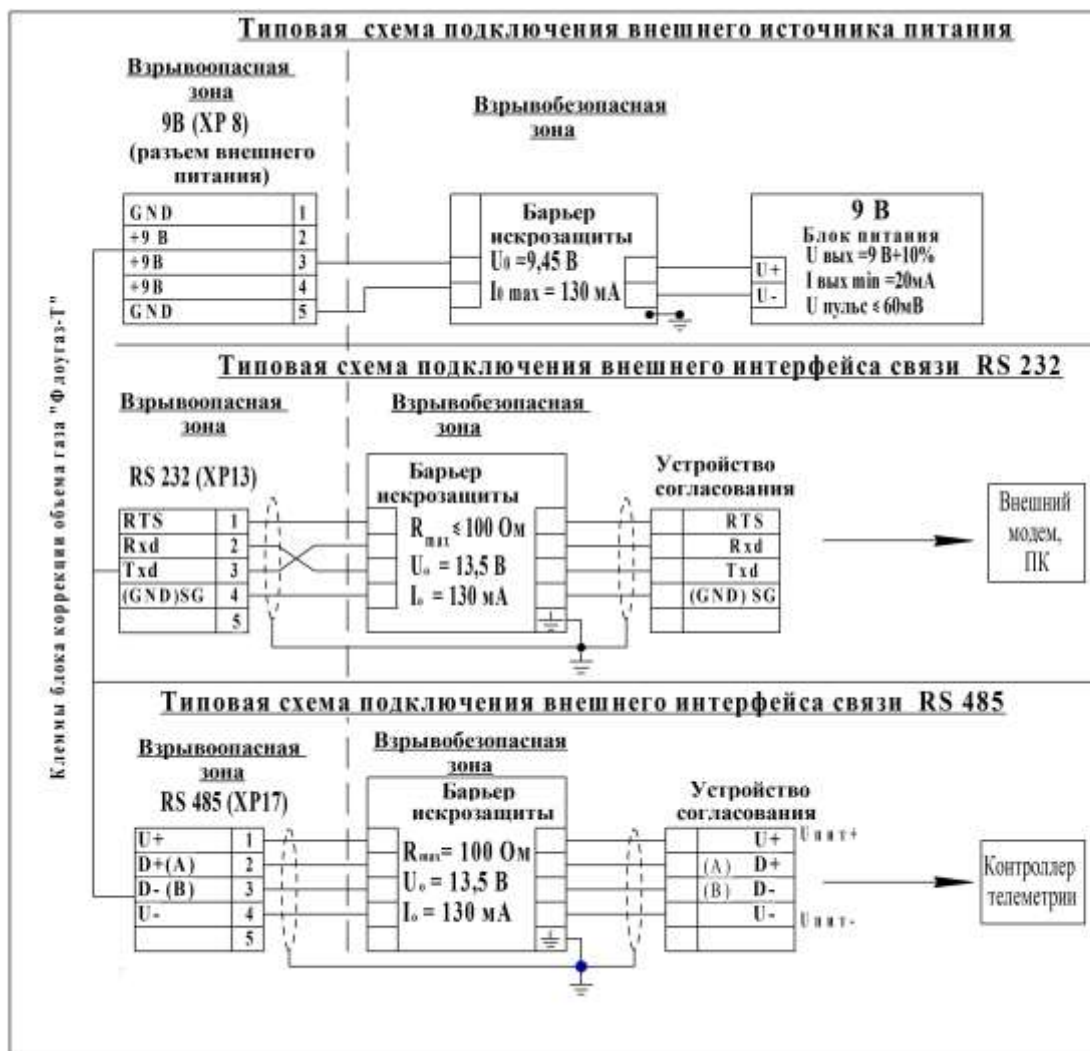 Типовая схема подключения внешнего источника питания
Взрывоопасная
зона
9В (ХР 8)
(разъем внешнего
питания)
Взрывобезопасная
зона
GND 1
+9 В 2
+9В 3
+9В 4
GND 5
Барьер
искрозащиты
U0 =9,45 В
I0 max = 130 мА
U+
U-
9 В
Блок питания
U вых =9 В+10%
I вых min =20мА
U пульс ≤ 60мВ
Клеммы блока коррекции объема газа "Флоугаз-Т"
Типовая схема подключения внешнего интерфейса связи RS 232
Взрывоопасная
зона
Взрывобезопасная
зона
RS 232 (ХР13)
RTS 1
Rxd 2
Txd 3
(GND)SG 4
5
Барьер
искрозащиты
R max ≤ 100 Ом
Uo = 13,5 В
Io = 130 мА
Устройство
согласования
RTS
Rxd
Txd
(GND) SG
Внешний
модем,
ПК
Типовая схема подключения внешнего интерфейса связи RS 485
Взрывоопасная
зона
Взрывобезопасная
зона
RS 485 (ХР17)
U+ 1
D+(A) 2
D- (B) 3
U- 4
5
Барьер
искрозащиты
Rmax= 100 Ом
Uo = 13,5 В
Io = 130 мА
Устройство
согласования
U+ Uпит+
(A) D+
(B) D-
U- Uпит-
Контроллер
телеметрии